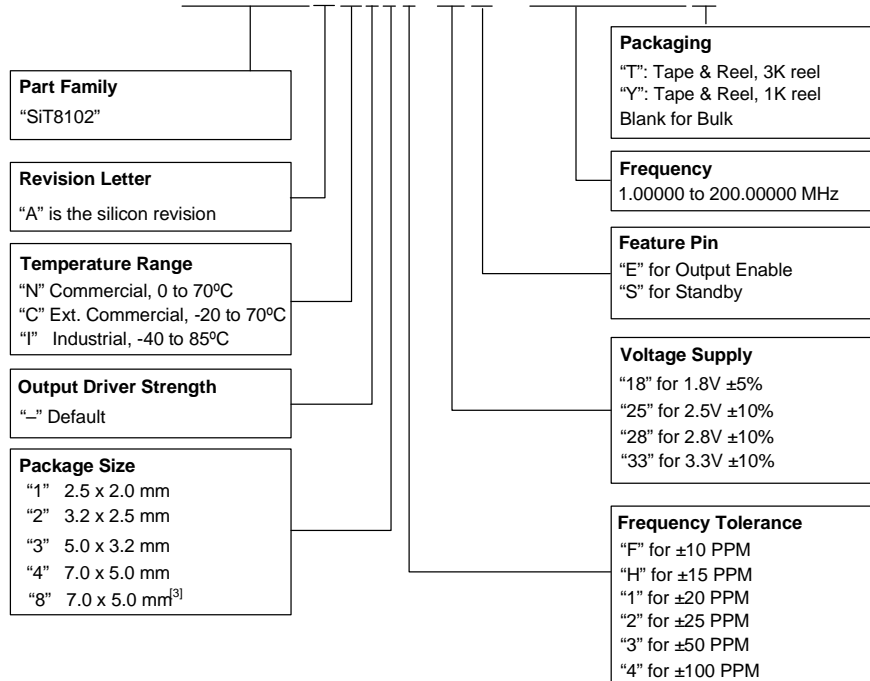 Part Family
“SiT8102”
Revision Letter
“A” is the silicon revision
Temperature Range
“N” Commercial, 0 to 70ºC
“C” Ext. Commercial, -20 to 70ºC
“I” Industrial, -40 to 85ºC
Output Driver Strength
“–” Default
Package Size
“1” 2.5 x 2.0 mm
“2” 3.2 x 2.5 mm
“3” 5.0 x 3.2 mm
“4” 7.0 x 5.0 mm
“8” 7.0 x 5.0 mm[3]
Packaging
“T”: Tape & Reel, 3K reel
“Y”: Tape & Reel, 1K reel
Blank for Bulk
Frequency
1.00000 to 200.00000 MHz
Feature Pin
“E” for Output Enable
“S” for Standby
Voltage Supply
“18” for 1.8V ±5%
“25” for 2.5V ±10%
“28” for 2.8V ±10%
“33” for 3.3V ±10%
Frequency Tolerance
“F” for ±10 PPM
“H” for ±15 PPM
“1” for ±20 PPM
“2” for ±25 PPM
“3” for ±50 PPM
“4” for ±100 PPM